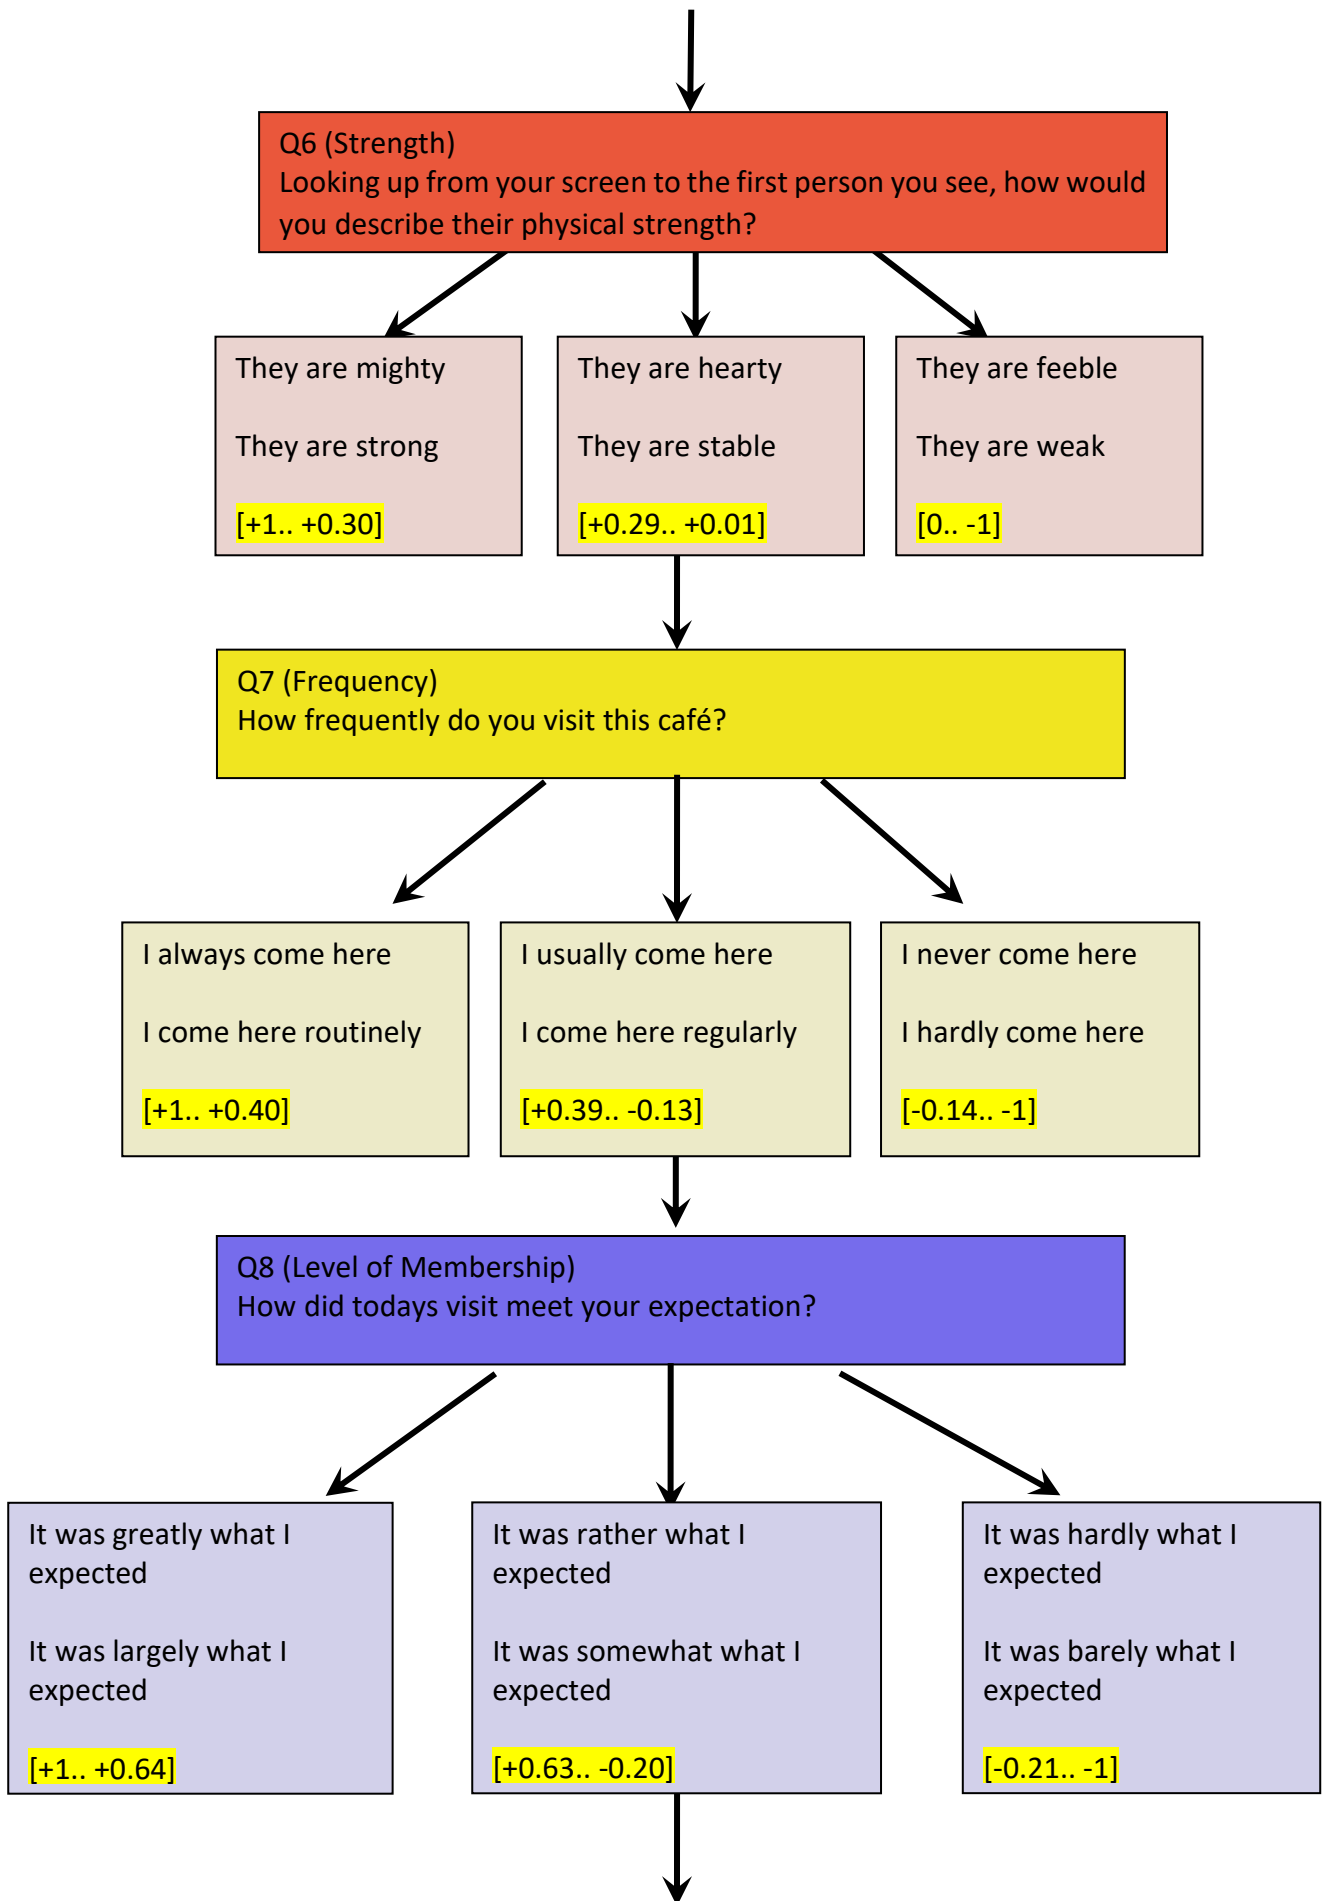 Q6 (Strength)
Looking up from your screen to the first person you see, how would
you describe their physical strength?
They are mighty
They are strong
[+1.. +0.30]
They are hearty
They are stable
[+0.29.. +0.01]
They are feeble
They are weak
[0.. -1]
Q7 (Frequency)
How frequently do you visit this café?
I always come here
I come here routinely
[+1.. +0.40]
I usually come here
I come here regularly
[+0.39.. -0.13]
I never come here
I hardly come here
[-0.14.. -1]
Q8 (Level of Membership)
How did todays visit meet your expectation?
It was greatly what I
expected
It was largely what I
expected
[+1.. +0.64]
It was rather what I
expected
It was somewhat what I
expected
[+0.63.. -0.20]
It was hardly what I
expected
It was barely what I
expected
[-0.21.. -1]